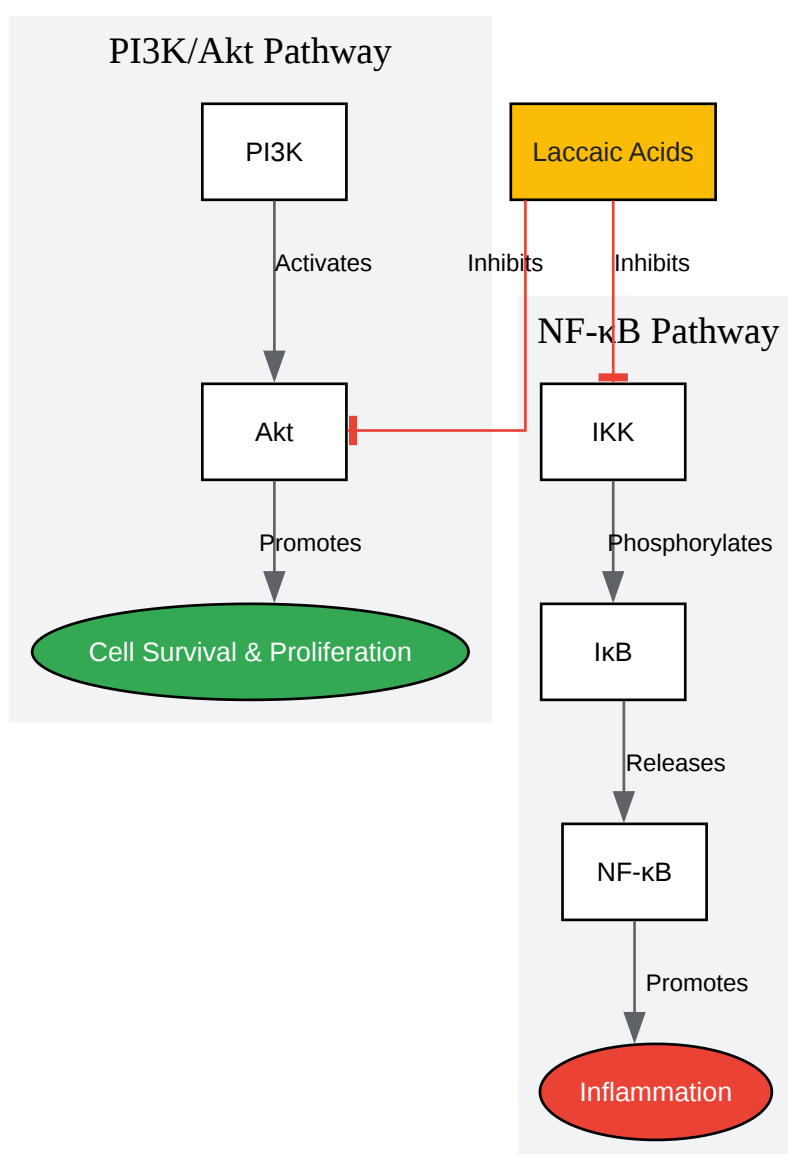 PI3K/Akt Pathway
PI3K
Laccaic Acids
Activates
Inhibits
Inhibits
NF-κB Pathway
Akt
IKK
Promotes
Phosphorylates
Cell Survival & Proliferation
IκB
Releases
NF-κB
Promotes
Inflammation